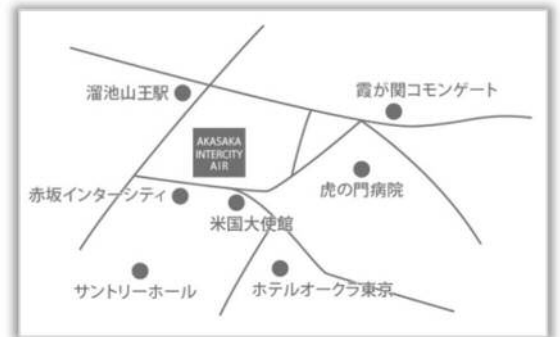 溜池山王駅
霞が関コモンゲート
AKASAKA
INTERCITY
AIR
虎の門病院
赤坂インターシティ
米国大使館
サントリーホール
ホテルオークラ東京